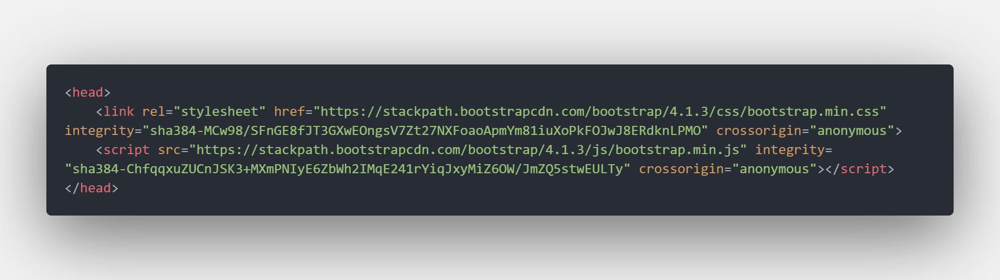 <head>
    <link rel="stylesheet" href="https://stackpath.bootstrapcdn.com/bootstrap/4.1.3/css/bootstrap.min.css"
integrity="sha384-MCw98/SFnGE8fJT3GXwEOngsV7Zt27NXFoaoApmYm81iuXoPkFOJwJ8ERdknLPMO" crossorigin="anonymous">
    <script src="https://stackpath.bootstrapcdn.com/bootstrap/4.1.3/js/bootstrap.min.js" integrity=
"sha384-ChfqqxuZUCnJSK3+MXmPNIyE6ZbWh2IMqE241rYiqJxyMiZ6OW/JmZQ5stwEULTy" crossorigin="anonymous"></script>
</head>